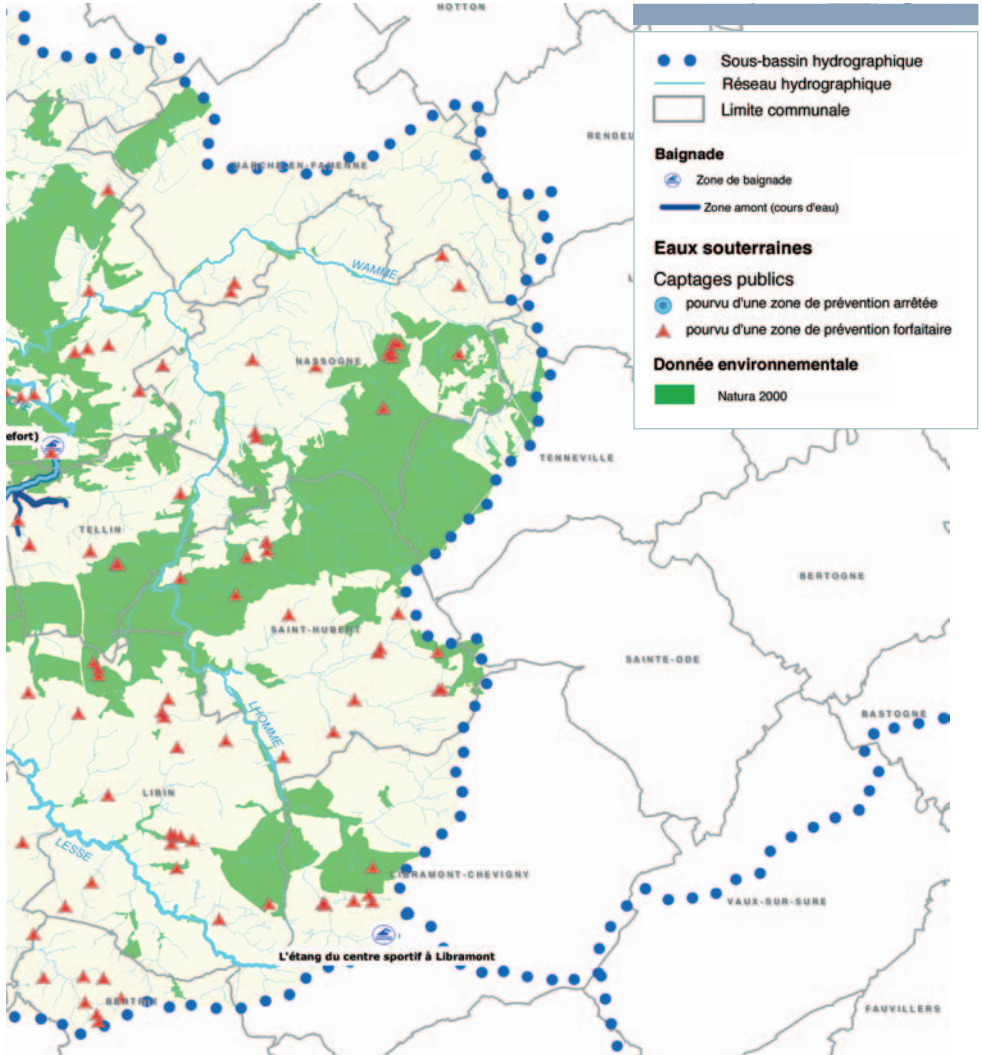 HOTTON
Sous-bassin hydrographique
Réseau hydrographique
Limite communale
Baignade
Zone de baignade
Zone amont (cours d'eau)
Eaux souterraines
Captages publics
pourvu d'une zone de prévention arrêtée
pourvu d'une zone de prévention forfaitaire
Donnée environnementale
Natura 2000
RENDEU
MARCHE-EN-FAMENNE
WAMME
NASSOGNE
efort)
TENNEVILLE
TELLIN
BERTOGNE
SAINT-HUBERT
SAINTE-ODE
LHOMME
BASTOGNE
LIBIN
LESSE
LIBRAMONT-CHEVIGNY
VAUX-SUR-SURE
L'étang du centre sportif à Libramont
BERTRIX
FAUVILLERS